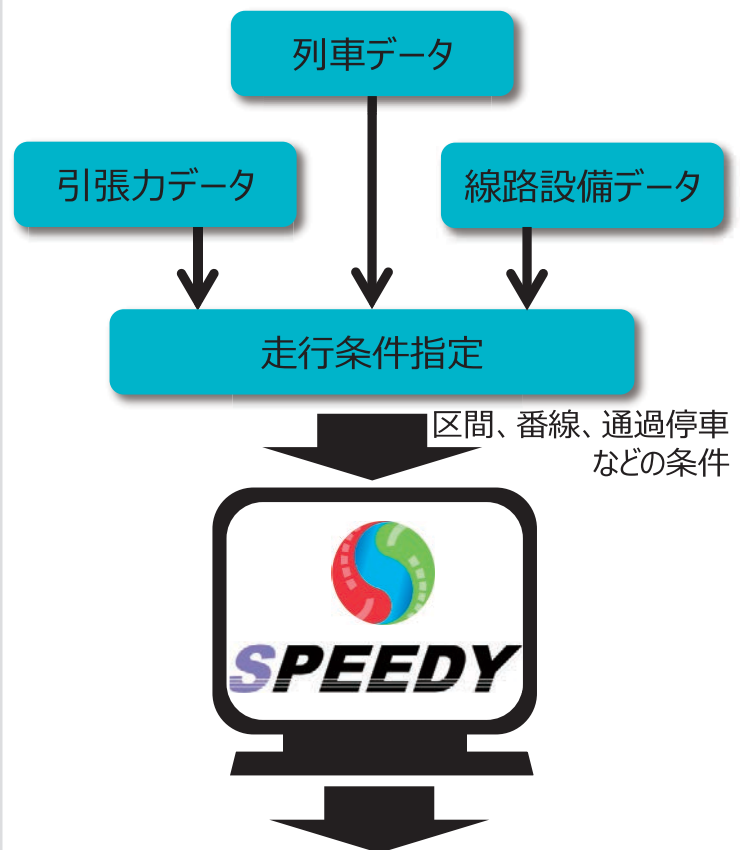 列車データ
引張力データ
線路設備データ
走行条件指定
区間、番線、通過停車
などの条件
SPEEDY